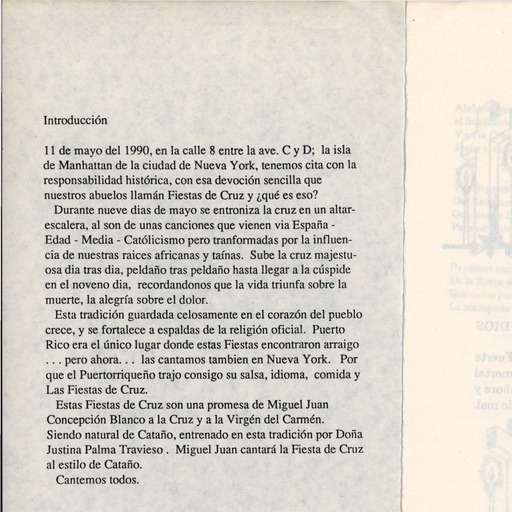 Introducción
11 de mayo del 1990, en la calle 8 entre la ave. C y D; la isla
de Manhattan de la ciudad de Nueva York, tenemos cita con la
responsabilidad histórica, con esa devoción sencilla que
nuestros abuelos llamán Fiestas de Cruz y ¿qué es eso?
Durante nueve dias de mayo se entroniza la cruz en un altar-
escalera, al son de unas canciones que vienen via España -
Edad - Media - Católicismo pero tranformadas por la influen-
cia de nuestras raices africanas y taínas. Sube la cruz majestu-
osa dia tras dia, peldaño tras peldaño hasta llegar a la cúspide
en el noveno dia, recordandonos que la vida triunfa sobre la
muerte, la alegría sobre el dolor.
Esta tradición guardada celosamente en el corazón del pueblo
crece, y se fortalece a espaldas de la religión oficial. Puerto
Rico era el único lugar donde estas Fiestas encontraron arraigo
. . . pero ahora. . . las cantamos tambien en Nueva York. Por
que el Puertorriqueño trajo consigo su salsa, idioma, comida y
Las Fiestas de Cruz.
Estas Fiestas de Cruz son una promesa de Miguel Juan
Concepción Blanco a la Cruz y a la Virgén del Carmén.
Siendo natural de Cataño, entrenado en esta tradición por Doña
Justina Palma Travieso . Miguel Juan cantará la Fiesta de Cruz
al estilo de Cataño.
Cantemos todos.